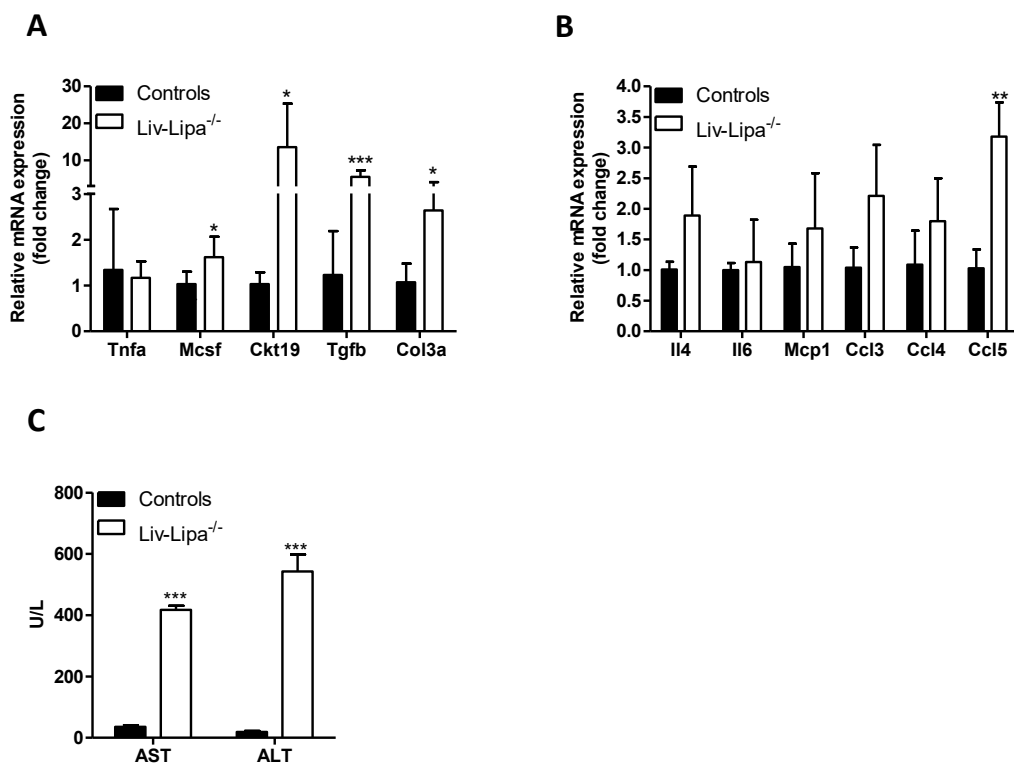 A
Relative mRNA expression
(fold change)
30
20
10
3
2
1
0
Controls
Liv-Lipa-/-
*
*
***
*
Tnfa Mcsf Ckt19 Tgfb Col3a
B
Relative mRNA expression
(fold change)
4.0
3.5
3.0
2.5
2.0
1.5
1.0
0.5
0.0
Controls
Liv-Lipa-/-
**
Il4 Il6 Mcp1 Ccl3 Ccl4 Ccl5
C
U/L
800
600
400
200
0
Controls
Liv-Lipa-/-
***
***
AST ALT